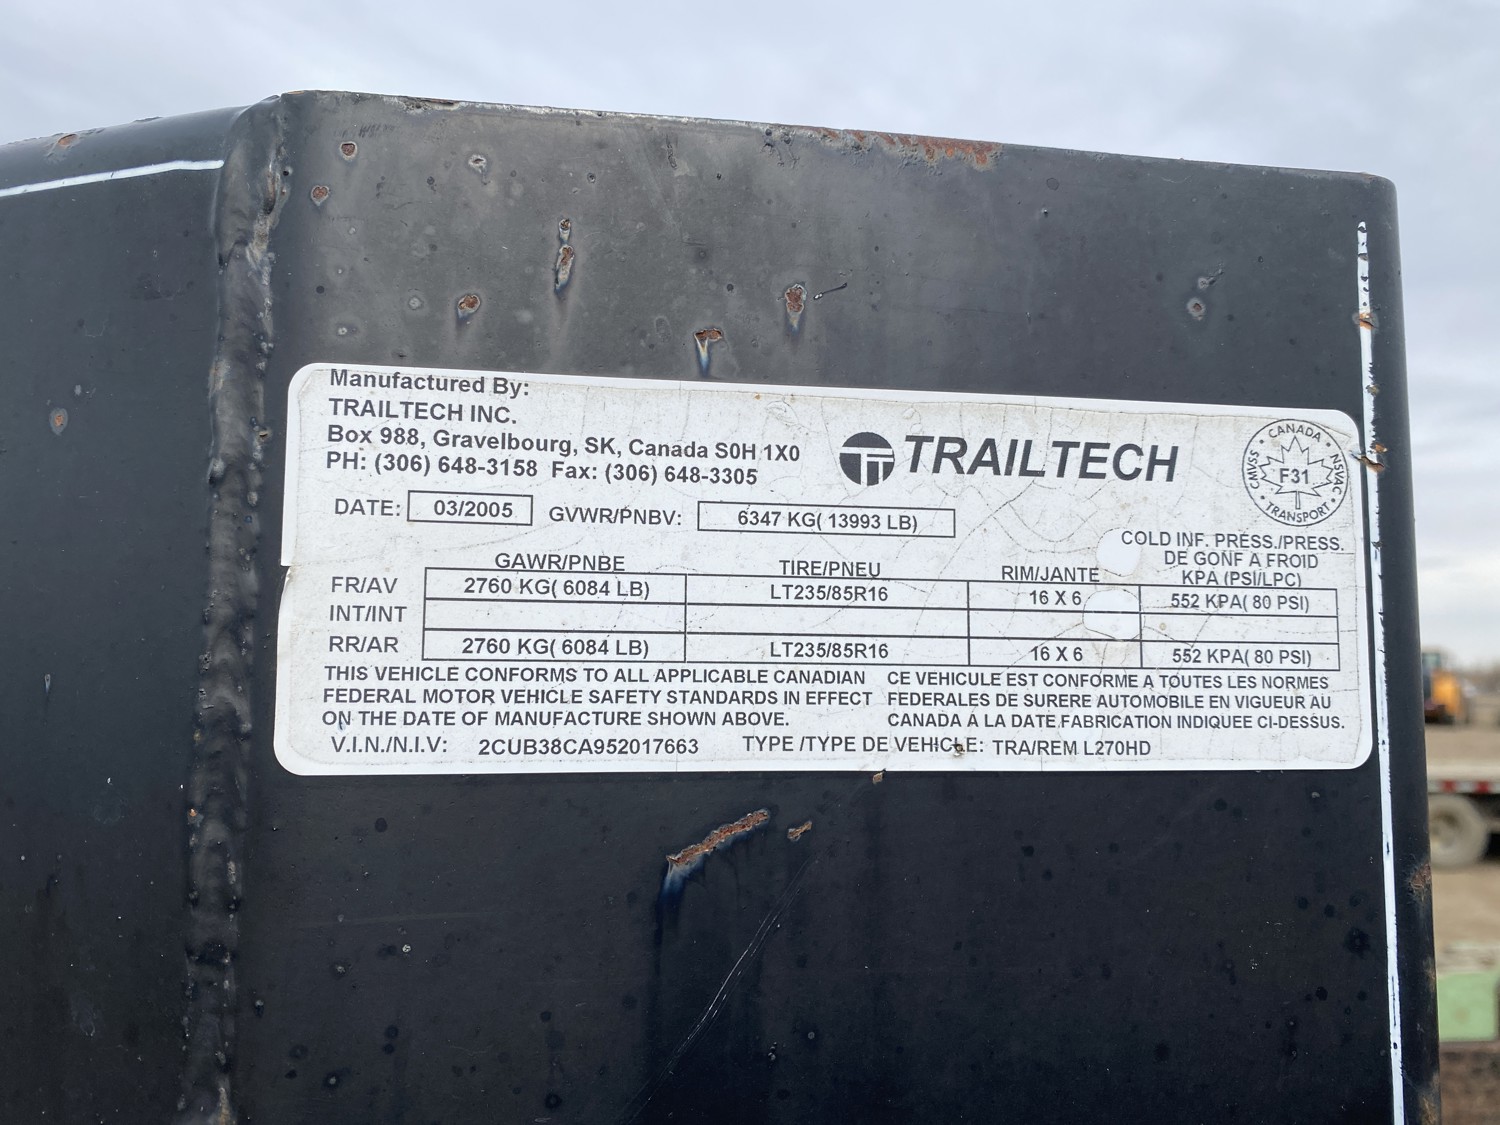 Manufactured By:
TRAILTECH INC.
Box 988, Gravelbourg, SK, Canada S0H 1X0
PH: (306) 648-3158 Fax: (306) 648-3305
TRAILTECH
CANADA
CMVSS NSVAC
F31
TRANSPORT
DATE: 03/2005 GVWR/PNBV: 6347 KG( 13993 LB)
COLD INF. PRESS./PRESS.
DE GONF A FROID
KPA (PSI/LPC)
GAWR/PNBE TIRE/PNEU RIM/JANTE
FR/AV 2760 KG( 6084 LB) LT235/85R16 16 X 6 552 KPA( 80 PSI)
INT/INT
RR/AR 2760 KG( 6084 LB) LT235/85R16 16 X 6 552 KPA( 80 PSI)
THIS VEHICLE CONFORMS TO ALL APPLICABLE CANADIAN
FEDERAL MOTOR VEHICLE SAFETY STANDARDS IN EFFECT
ON THE DATE OF MANUFACTURE SHOWN ABOVE.
CE VEHICULE EST CONFORME A TOUTES LES NORMES
FEDERALES DE SURERE AUTOMOBILE EN VIGUEUR AU
CANADA A LA DATE FABRICATION INDIQUEE CI-DESSUS.
V.I.N./N.I.V: 2CUB38CA952017663 TYPE /TYPE DE VEHICLE: TRA/REM L270HD